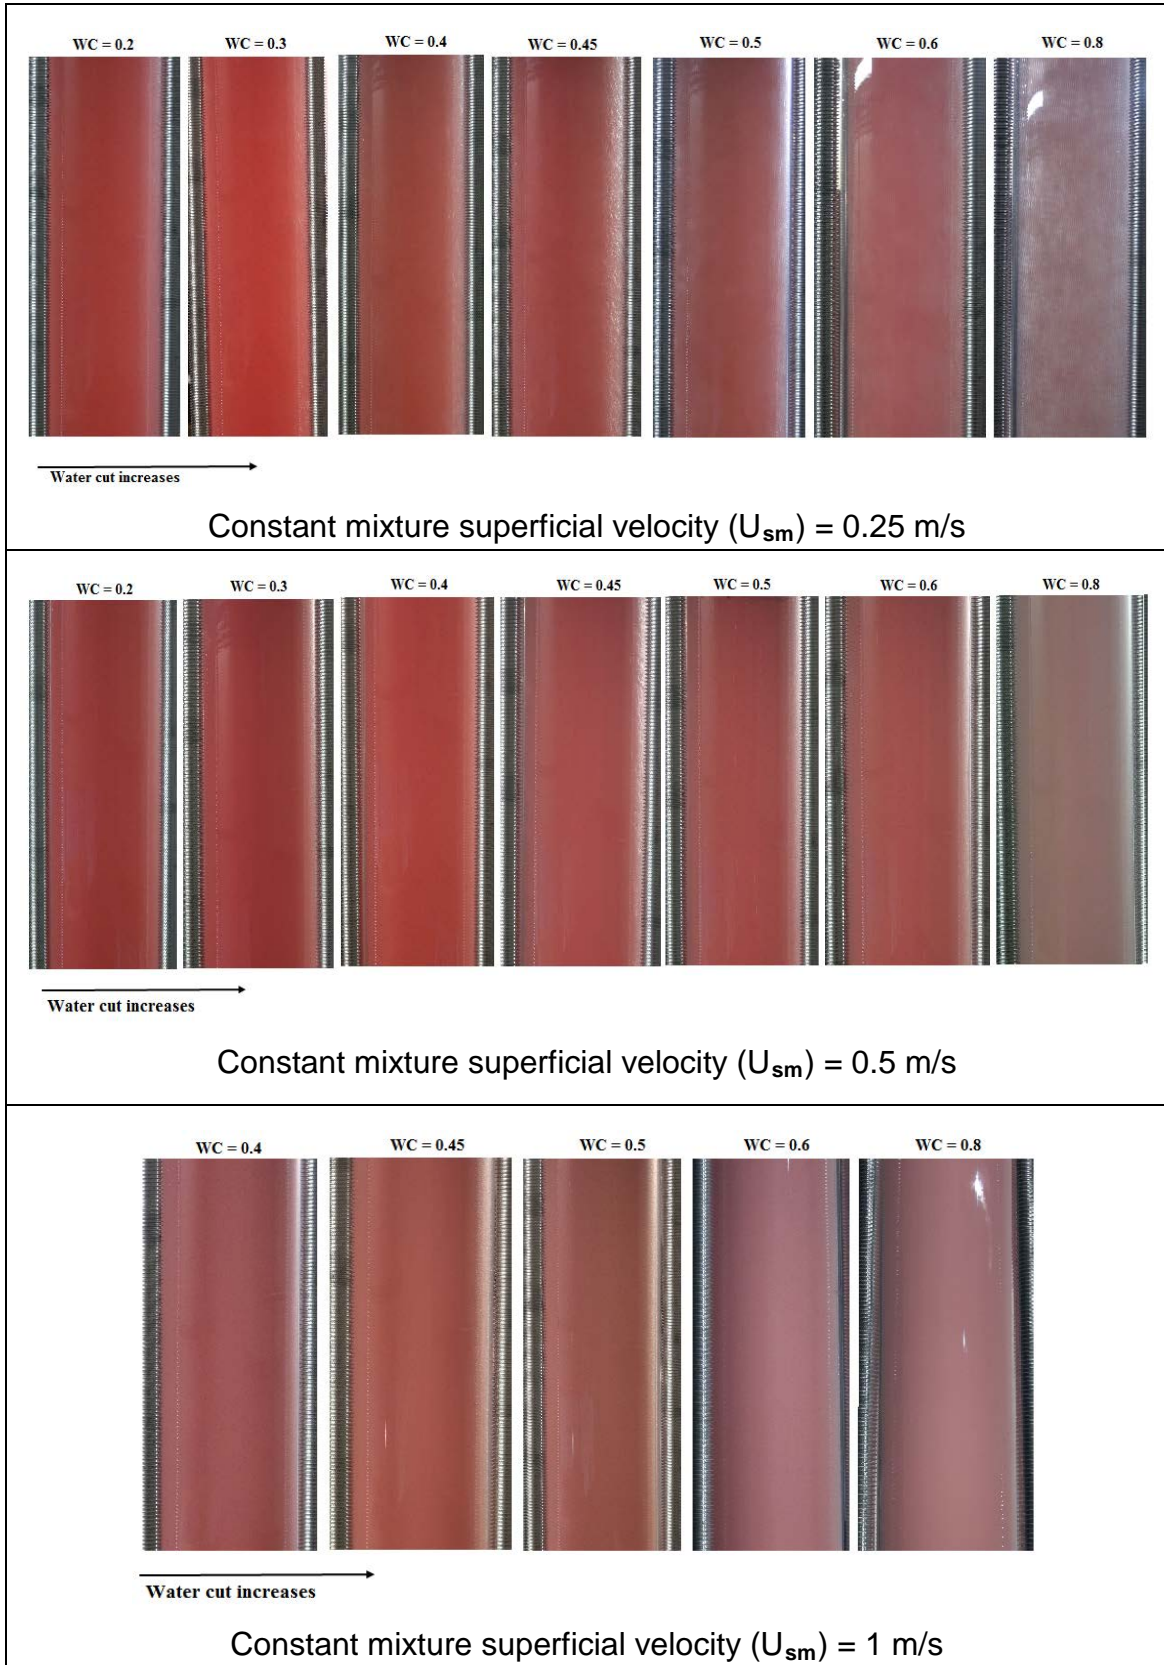 WC = 0.2 WC = 0.3 WC = 0.4 WC = 0.45 WC = 0.5 WC = 0.6 WC = 0.8
Water cut increases
Constant mixture superficial velocity (Usm) = 0.25 m/s
WC = 0.2 WC = 0.3 WC = 0.4 WC = 0.45 WC = 0.5 WC = 0.6 WC = 0.8
Water cut increases
Constant mixture superficial velocity (Usm) = 0.5 m/s
WC = 0.4 WC = 0.45 WC = 0.5 WC = 0.6 WC = 0.8
Water cut increases
Constant mixture superficial velocity (Usm) = 1 m/s